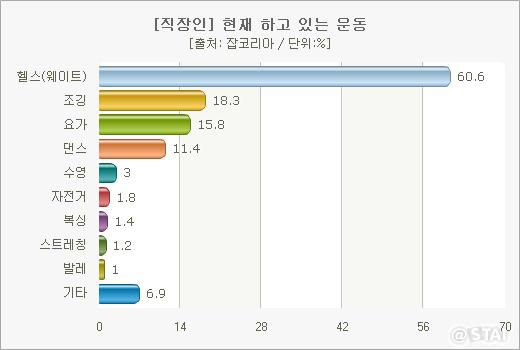 [직장인] 현재 하고 있는 운동
[출처: 잡코리아 / 단위:%]
헬스(웨이트) 60.6
조깅 18.3
요가 15.8
댄스 11.4
수영 3
자전거 1.8
복싱 1.4
스트레칭 1.2
발레 1
기타 6.9
0 14 28 42 56 70
@STAT